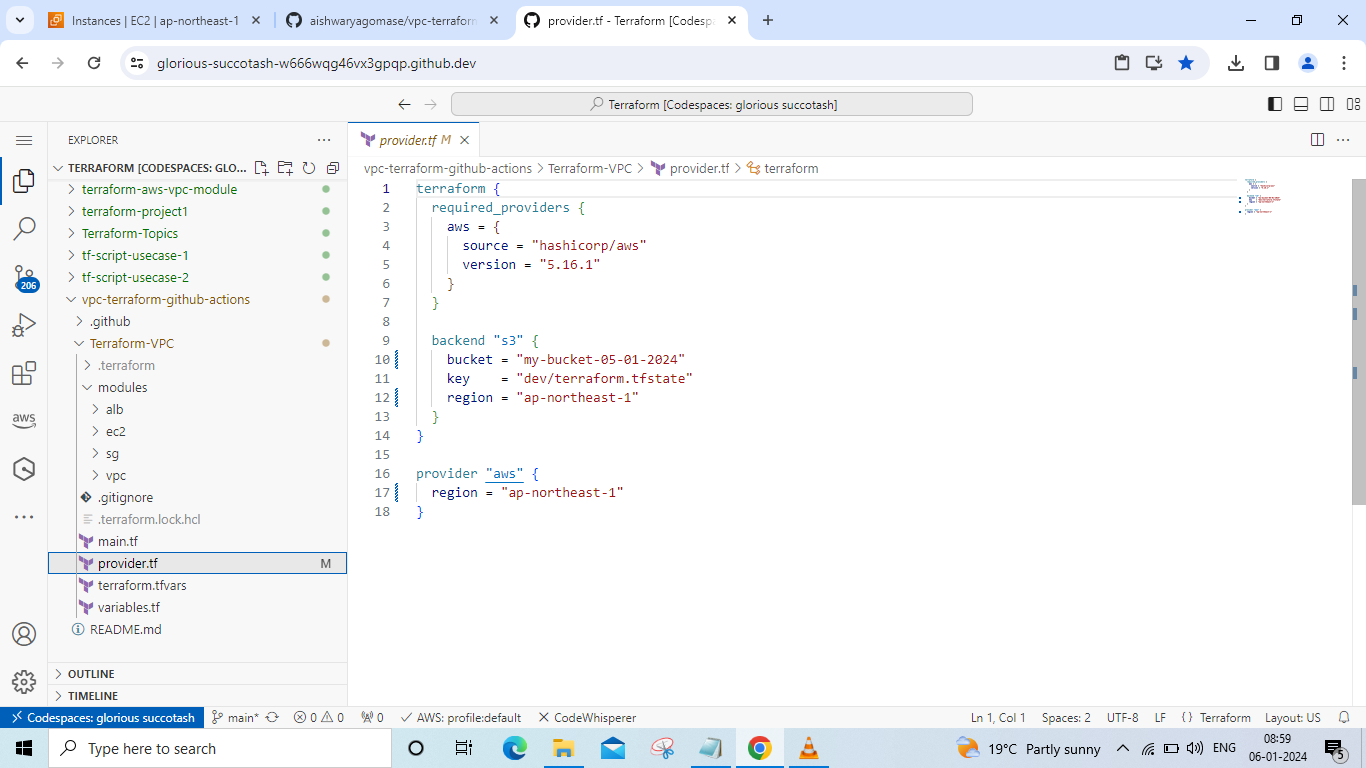 Instances | EC2 | ap-northeast-1
aishwaryagomase/vpc-terraform
provider.tf - Terraform [Codesp
glorious-succotash-w666wqg46vx3gpqp.github.dev
Terraform [Codespaces: glorious succotash]
EXPLORER
TERRAFORM [CODESPACES: GLO...
terraform-aws-vpc-module
terraform-project1
Terraform-Topics
tf-script-usecase-1
tf-script-usecase-2
206
vpc-terraform-github-actions
.github
Terraform-VPC
.terraform
modules
alb
aws
ec2
sg
vpc
.gitignore
.terraform.lock.hcl
main.tf
provider.tf M
terraform.tfvars
variables.tf
README.md
OUTLINE
TIMELINE
provider.tf M
vpc-terraform-github-actions > Terraform-VPC > provider.tf > terraform
1 terraform {
2 required_providers {
3 aws = {
4 source = "hashicorp/aws"
5 version = "5.16.1"
6 }
7 }
8
9 backend "s3" {
10 bucket = "my-bucket-05-01-2024"
11 key    = "dev/terraform.tfstate"
12 region = "ap-northeast-1"
13 }
14 }
15
16 provider "aws" {
17 region = "ap-northeast-1"
18 }
Codespaces: glorious succotash main* 0 0 0 AWS: profile:default CodeWhisperer Ln 1, Col 1 Spaces: 2 UTF-8 LF {} Terraform Layout: US
Type here to search
19°C Partly sunny
ENG
08:59
06-01-2024
5